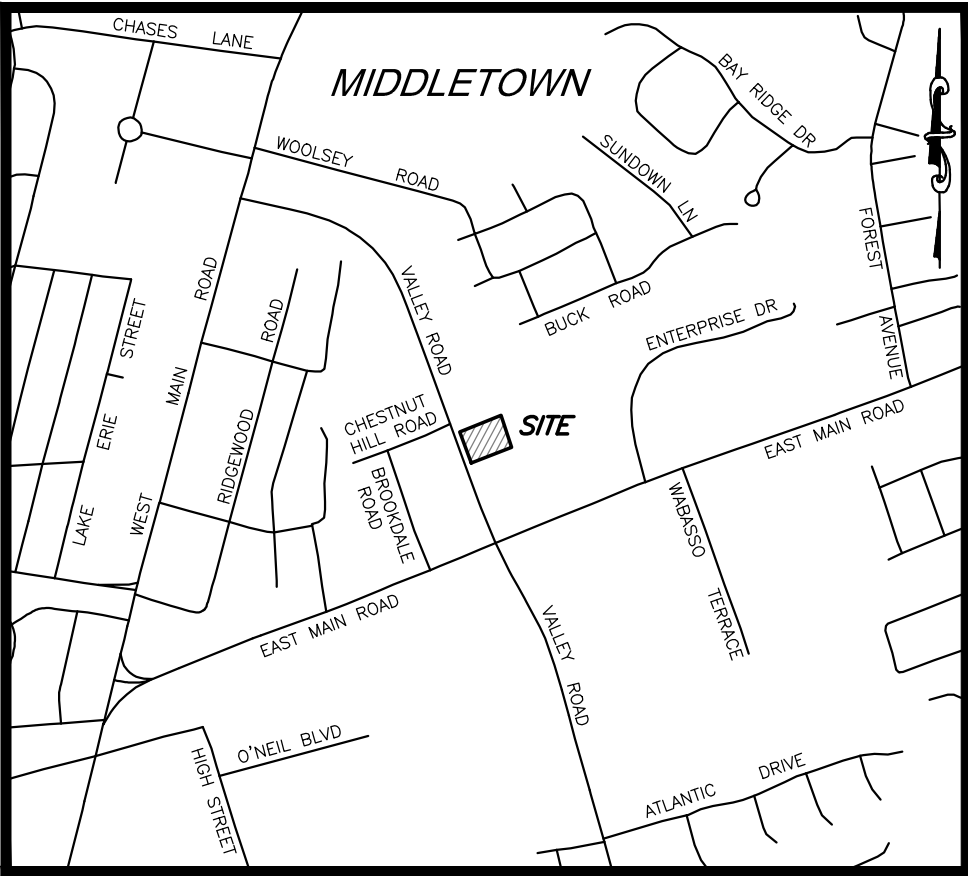 CHASES LANE
MIDDLETOWN
BAY RIDGE DR
WOOLSEY ROAD
SUNDOWN LN
FOREST AVENUE
VALLEY ROAD
BUCK ROAD
ENTERPRISE DR
LAKE ERIE STREET
WEST MAIN ROAD
RIDGEWOOD ROAD
CHESTNUT
HILL ROAD
SITE
BROOKDALE
ROAD
EAST MAIN ROAD
WABASSO TERRACE
EAST MAIN ROAD
VALLEY ROAD
O'NEIL BLVD
HIGH STREET
ATLANTIC DRIVE